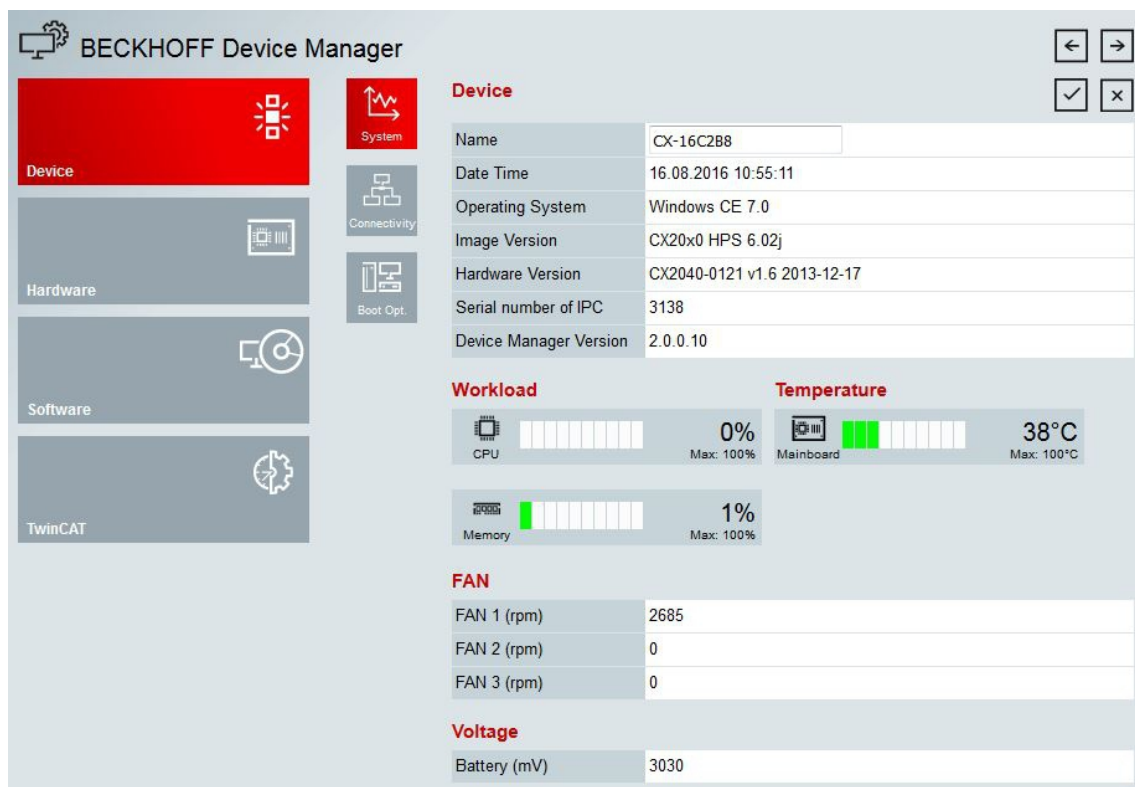 BECKHOFF Device Manager
Device
Hardware
Software
TwinCAT
System
Connectivity
Boot Opt.
Device
Name CX-16C2B8
Date Time 16.08.2016 10:55:11
Operating System Windows CE 7.0
Image Version CX20x0 HPS 6.02j
Hardware Version CX2040-0121 v1.6 2013-12-17
Serial number of IPC 3138
Device Manager Version 2.0.0.10
Workload
CPU 0%
Max: 100%
Memory 1%
Max: 100%
Temperature
Mainboard 38°C
Max: 100°C
FAN
FAN 1 (rpm) 2685
FAN 2 (rpm) 0
FAN 3 (rpm) 0
Voltage
Battery (mV) 3030